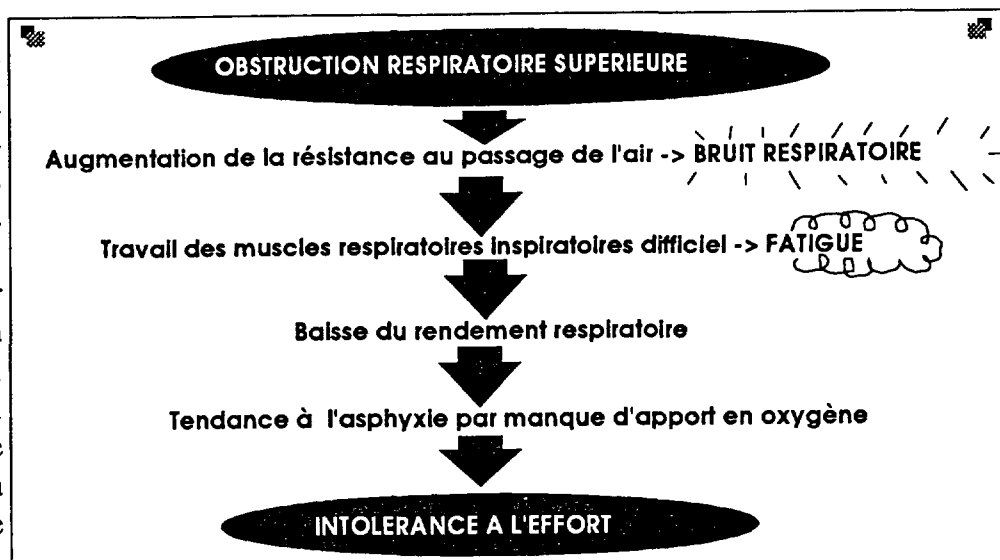 OBSTRUCTION RESPIRATOIRE SUPERIEURE
Augmentation de la résistance au passage de l'air -> BRUIT RESPIRATOIRE
Travail des muscles respiratoires inspiratoires difficiel -> FATIGUE
Baisse du rendement respiratoire
Tendance à l'asphyxie par manque d'apport en oxygène
INTOLERANCE A L'EFFORT